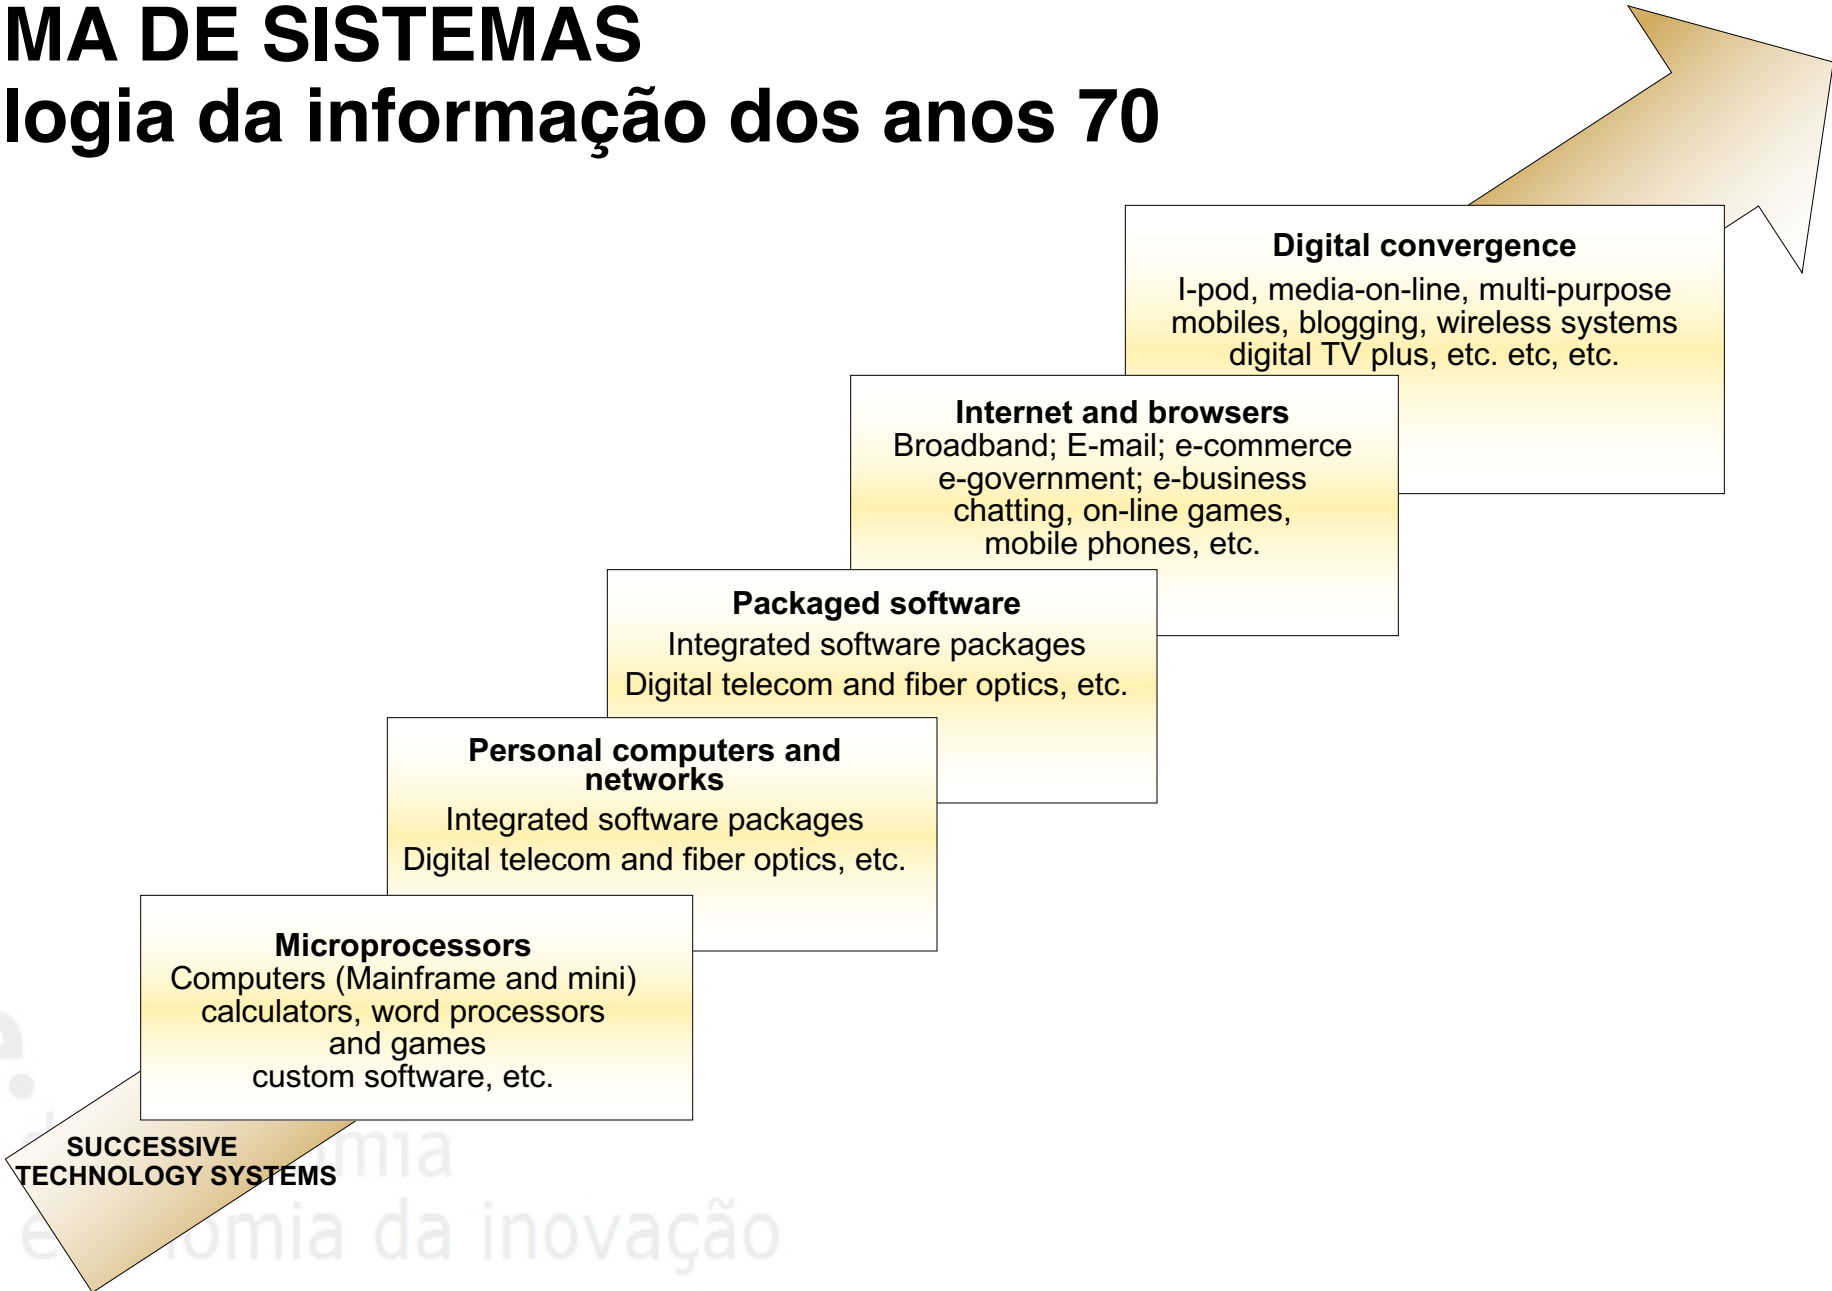 MA DE SISTEMAS
logia da informação dos anos 70
Digital convergence
I-pod, media-on-line, multi-purpose
mobiles, blogging, wireless systems
digital TV plus, etc. etc, etc.
Internet and browsers
Broadband; E-mail; e-commerce
e-government; e-business
chatting, on-line games,
mobile phones, etc.
Packaged software
Integrated software packages
Digital telecom and fiber optics, etc.
Personal computers and
networks
Integrated software packages
Digital telecom and fiber optics, etc.
Microprocessors
Computers (Mainframe and mini)
calculators, word processors
and games
custom software, etc.
SUCCESSIVE
TECHNOLOGY SYSTEMS
da inovação